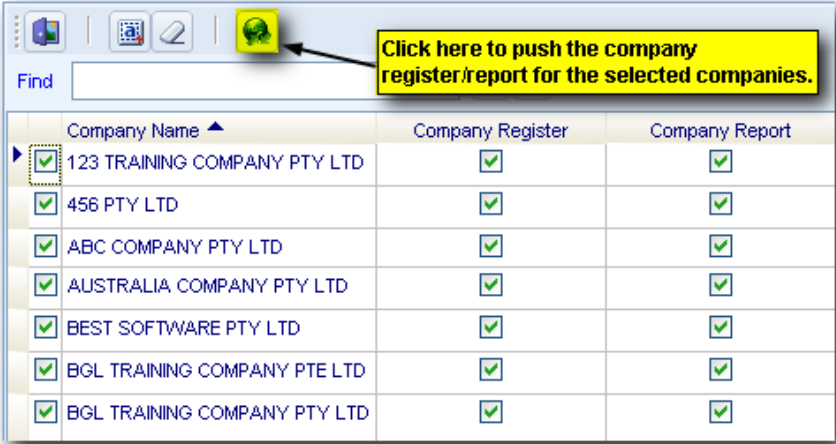 Click here to push the company
register/report for the selected companies.
Find
Company Name Company Register Company Report
123 TRAINING COMPANY PTY LTD
456 PTY LTD
ABC COMPANY PTY LTD
AUSTRALIA COMPANY PTY LTD
BEST SOFTWARE PTY LTD
BGL TRAINING COMPANY PTE LTD
BGL TRAINING COMPANY PTY LTD